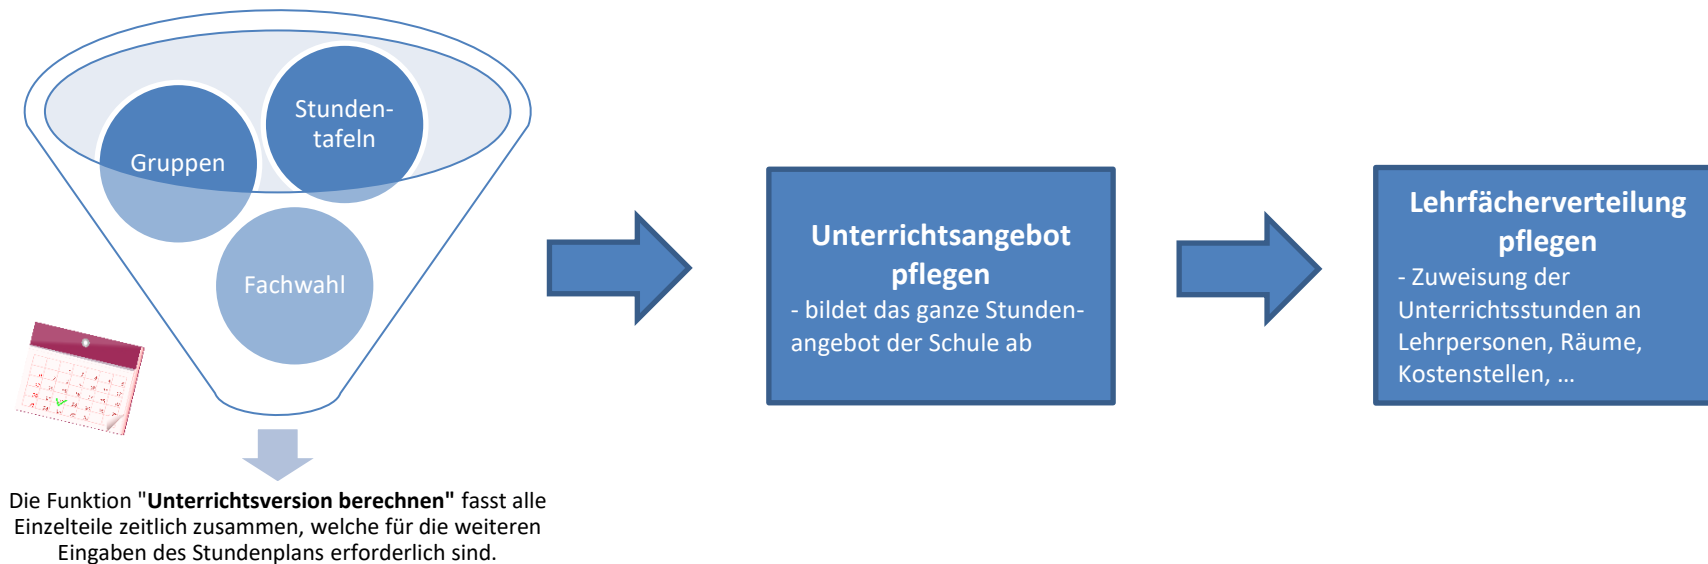 Stunden-
tafeln
Gruppen
Fachwahl
Die Funktion "Unterrichtsversion berechnen" fasst alle
Einzelteile zeitlich zusammen, welche für die weiteren
Eingaben des Stundenplans erforderlich sind.
Unterrichtsangebot
pflegen
- bildet das ganze Stunden-
angebot der Schule ab
Lehrfächerverteilung
pflegen
- Zuweisung der
Unterrichtsstunden an
Lehrpersonen, Räume,
Kostenstellen, ...